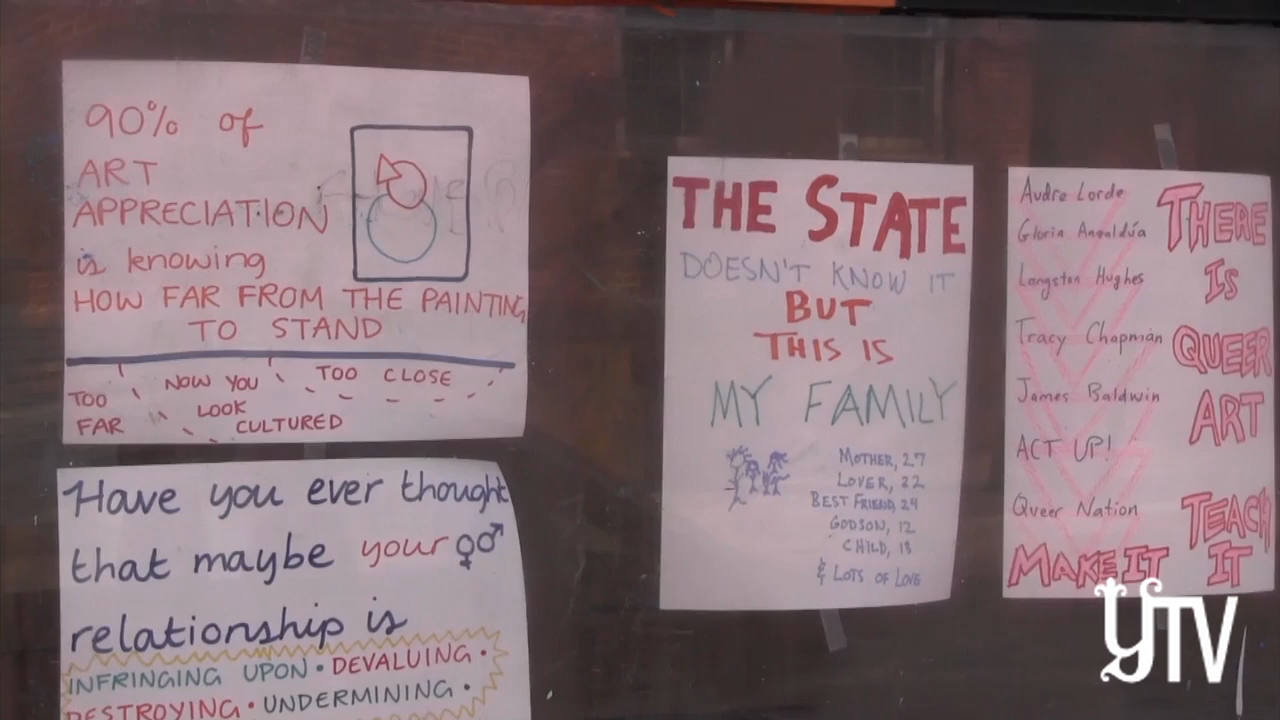 90% of
ART
APPRECIATION
is knowing
HOW FAR FROM THE PAINTING
TO STAND
TOO
FAR
NOW YOU
LOOK
CULTURED
TOO CLOSE
Have you ever thought
that maybe your ♀♂
relationship is
INFRINGING UPON • DEVALUING •
DESTROYING • UNDERMINING •
THE STATE
DOESN'T KNOW IT
BUT
THIS IS
MY FAMILY
MOTHER, 27
LOVER, 22
BEST FRIEND, 24
GODSON, 12
CHILD, 13
& LOTS OF LOVE
Audre Lorde
Gloria Anzaldúa
Langston Hughes
Tracy Chapman
James Baldwin
ACT UP!
Queer Nation
THERE
IS
QUEER
ART
TEACH
IT
MAKE IT
YTV